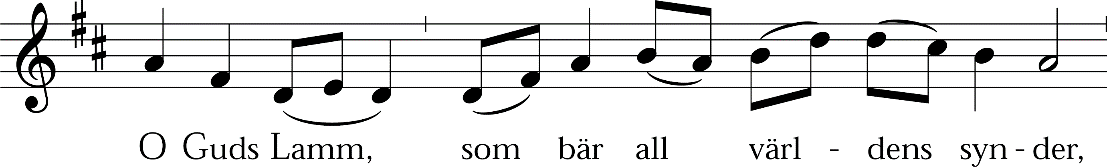 O Guds Lamm, som bär all värl - dens syn - der,